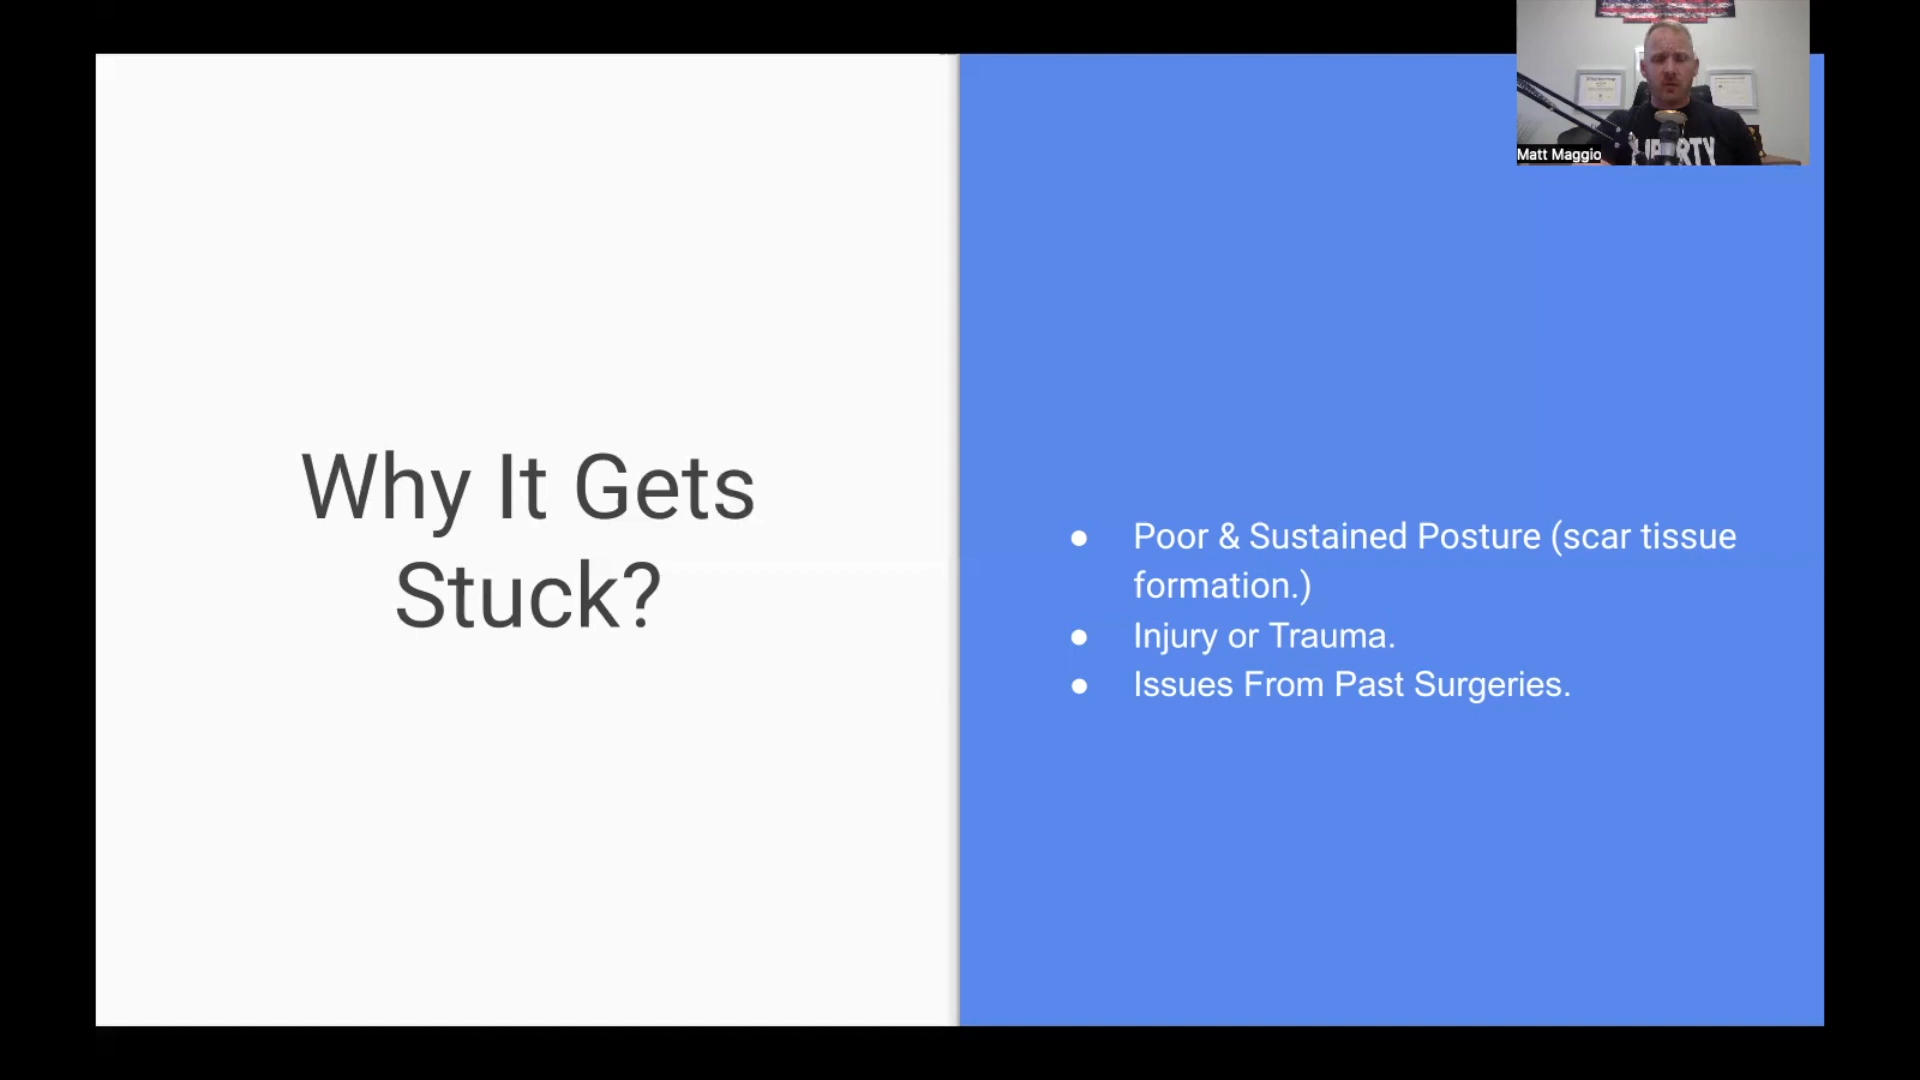 Why It Gets
Stuck?
● Poor & Sustained Posture (scar tissue
formation.)
● Injury or Trauma.
● Issues From Past Surgeries.
Matt Maggio